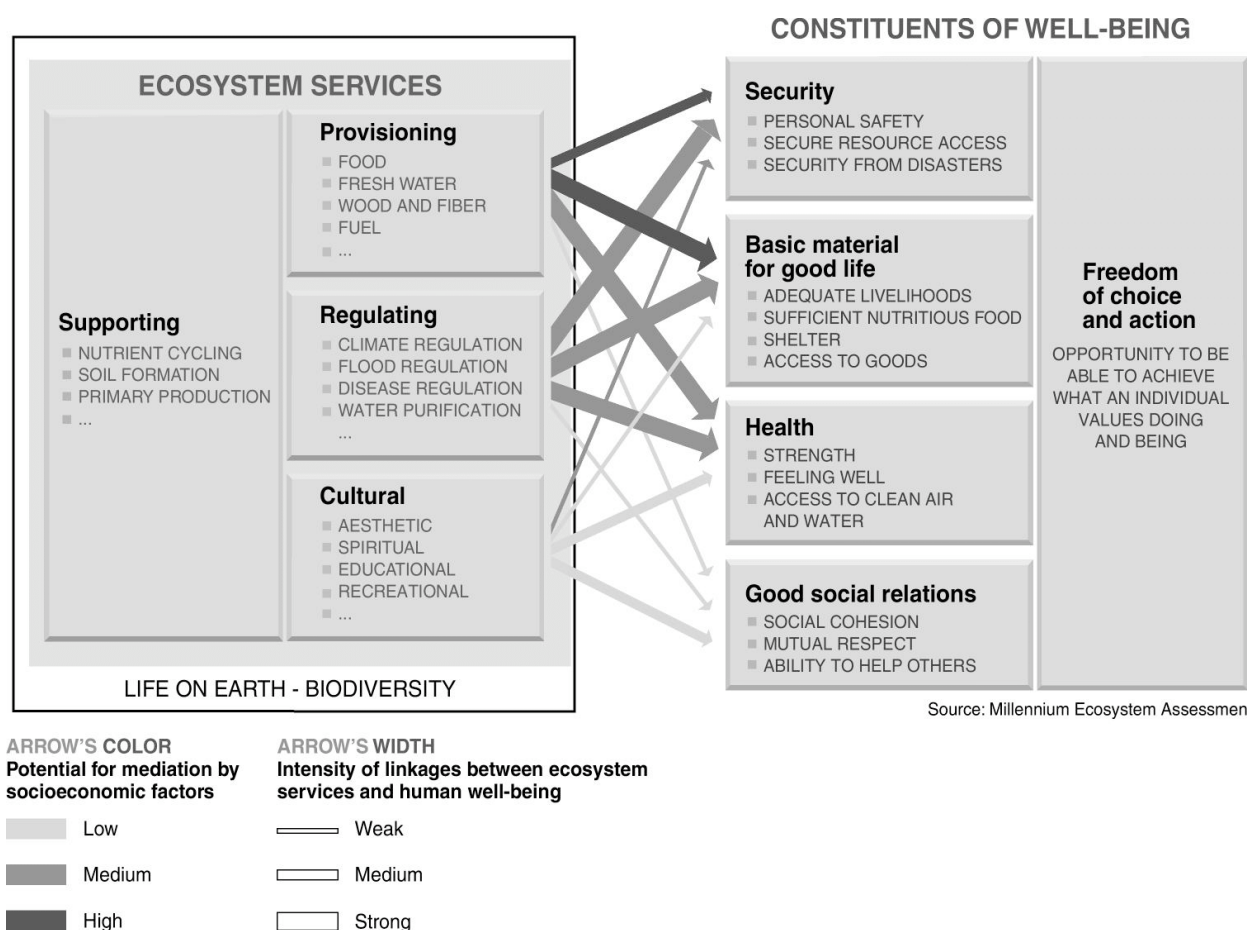 CONSTITUENTS OF WELL-BEING
ECOSYSTEM SERVICES
Supporting
NUTRIENT CYCLING
SOIL FORMATION
PRIMARY PRODUCTION
...
Provisioning
FOOD
FRESH WATER
WOOD AND FIBER
FUEL
...
Regulating
CLIMATE REGULATION
FLOOD REGULATION
DISEASE REGULATION
WATER PURIFICATION
...
Cultural
AESTHETIC
SPIRITUAL
EDUCATIONAL
RECREATIONAL
...
LIFE ON EARTH - BIODIVERSITY
Security
PERSONAL SAFETY
SECURE RESOURCE ACCESS
SECURITY FROM DISASTERS
Basic material
for good life
ADEQUATE LIVELIHOODS
SUFFICIENT NUTRITIOUS FOOD
SHELTER
ACCESS TO GOODS
Health
STRENGTH
FEELING WELL
ACCESS TO CLEAN AIR
AND WATER
Good social relations
SOCIAL COHESION
MUTUAL RESPECT
ABILITY TO HELP OTHERS
Freedom
of choice
and action
OPPORTUNITY TO BE
ABLE TO ACHIEVE
WHAT AN INDIVIDUAL
VALUES DOING
AND BEING
Source: Millennium Ecosystem Assessmen
ARROW'S COLOR
Potential for mediation by
socioeconomic factors
Low
Medium
High
ARROW'S WIDTH
Intensity of linkages between ecosystem
services and human well-being
Weak
Medium
Strong